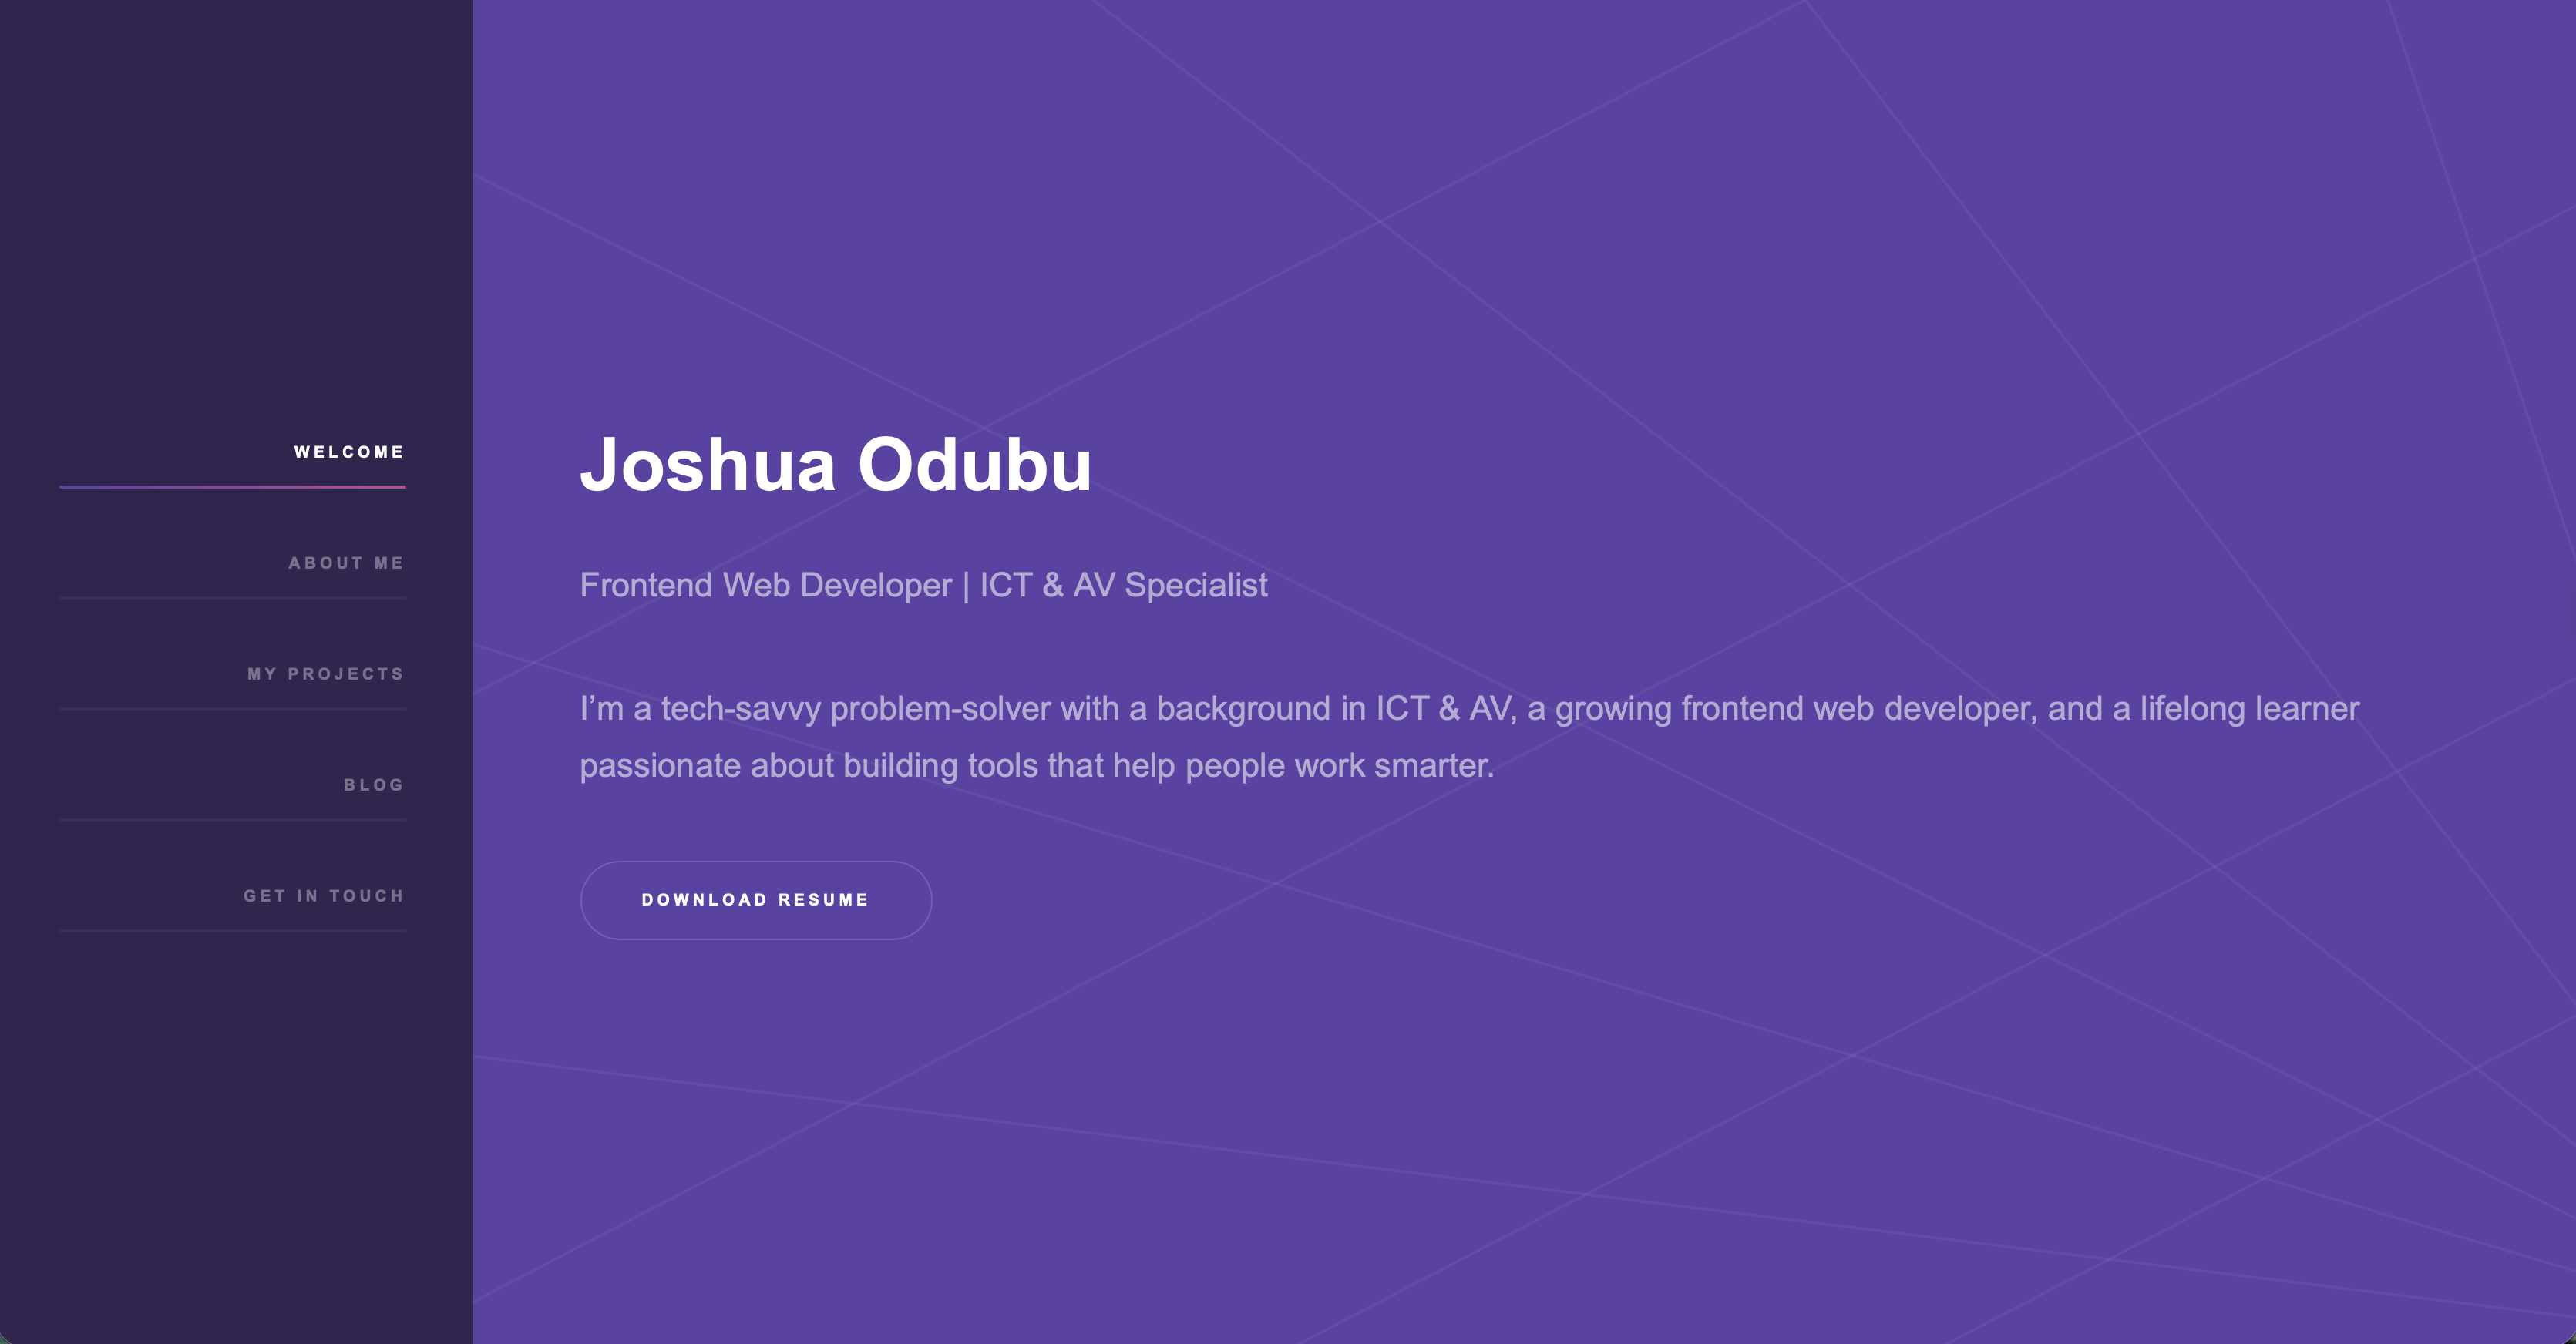 WELCOME
ABOUT ME
MY PROJECTS
BLOG
GET IN TOUCH
Joshua Odubu
Frontend Web Developer | ICT & AV Specialist
I’m a tech-savvy problem-solver with a background in ICT & AV, a growing frontend web developer, and a lifelong learner
passionate about building tools that help people work smarter.
DOWNLOAD RESUME